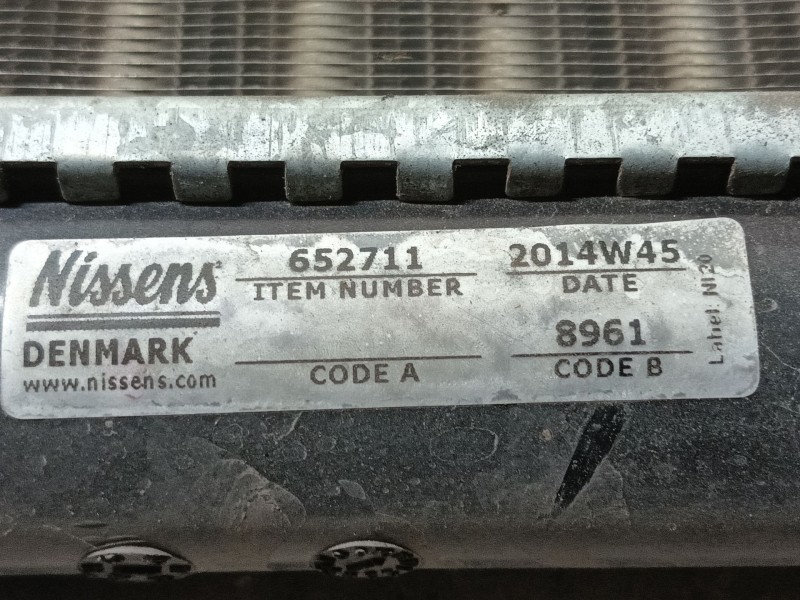 Nissens
DENMARK
www.nissens.com
652711
ITEM NUMBER
CODE A
2014W45
DATE
8961
CODE B
Label: NI20